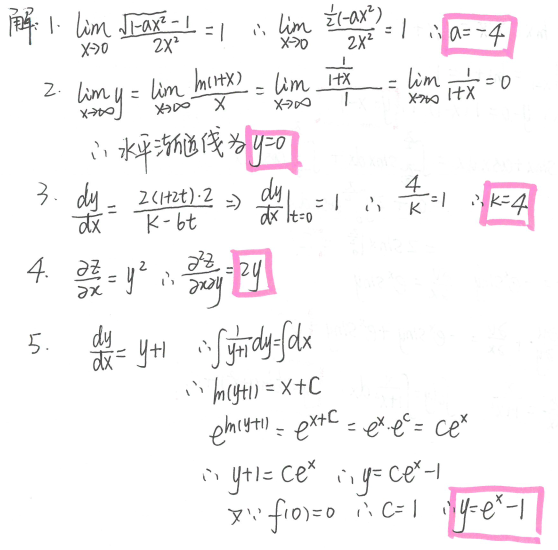 解: 1. lim_{x→0} (√(1-ax²) - 1)/(2x²) = 1 ∴ lim_{x→0} (½(-ax²))/(2x²) = 1 ∴ a=-4
2. lim_{x→∞} y = lim_{x→∞} ln(1+x)/x = lim_{x→∞} (1/(1+x))/1 = lim_{x→∞} 1/(1+x) = 0
∴ 水平渐近线为 y=0
3. dy/dx = (2(1+2t)·2)/(k-6t) ⇒ dy/dx|_{t=0} = 1 ∴ 4/k = 1 ∴ k=4
4. ∂z/∂x = y² ∴ ∂²z/∂x∂y = 2y
5. dy/dx = y+1 ∴ ∫ 1/(y+1) dy = ∫dx
∴ ln(y+1) = x+C
e^{ln(y+1)} = e^{x+C} = e^x·e^c = Ce^x
∴ y+1 = Ce^x ∴ y = Ce^x - 1
又∵ f(0)=0 ∴ C=1 ∴ y=e^x-1